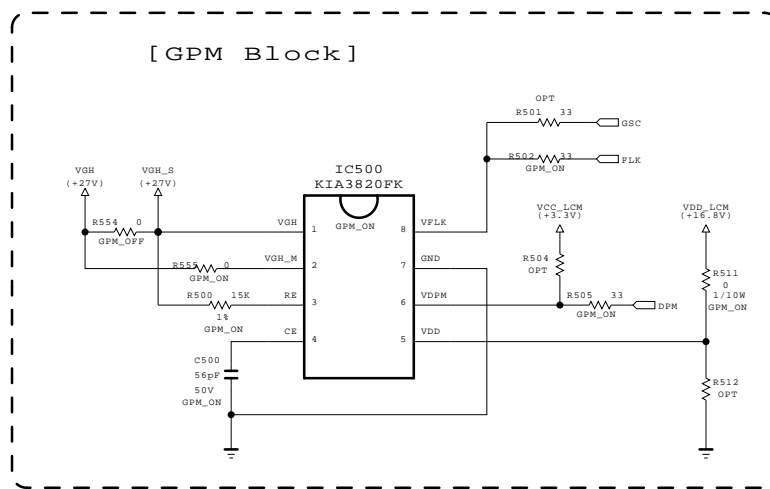 [GPM Block]
OPT
R501 33
GSC
R502 33
FLK
GPM_ON
VGH
(+27V)
VGH_S
(+27V)
IC500
KIA3820FK
VCC_LCM
(+3.3V)
VDD_LCM
(+16.8V)
R554 0
GPM_OFF
VGH
1
GPM_ON
8
VFLK
R555 0
GPM_ON
VGH_M
2
7
GND
R504
OPT
R511
0
1/10W
GPM_ON
R500 15K
1%
GPM_ON
RE
3
6
VDPM
R505 33
GPM_ON
DPM
CE
4
5
VDD
C500
56pF
50V
GPM_ON
R512
OPT